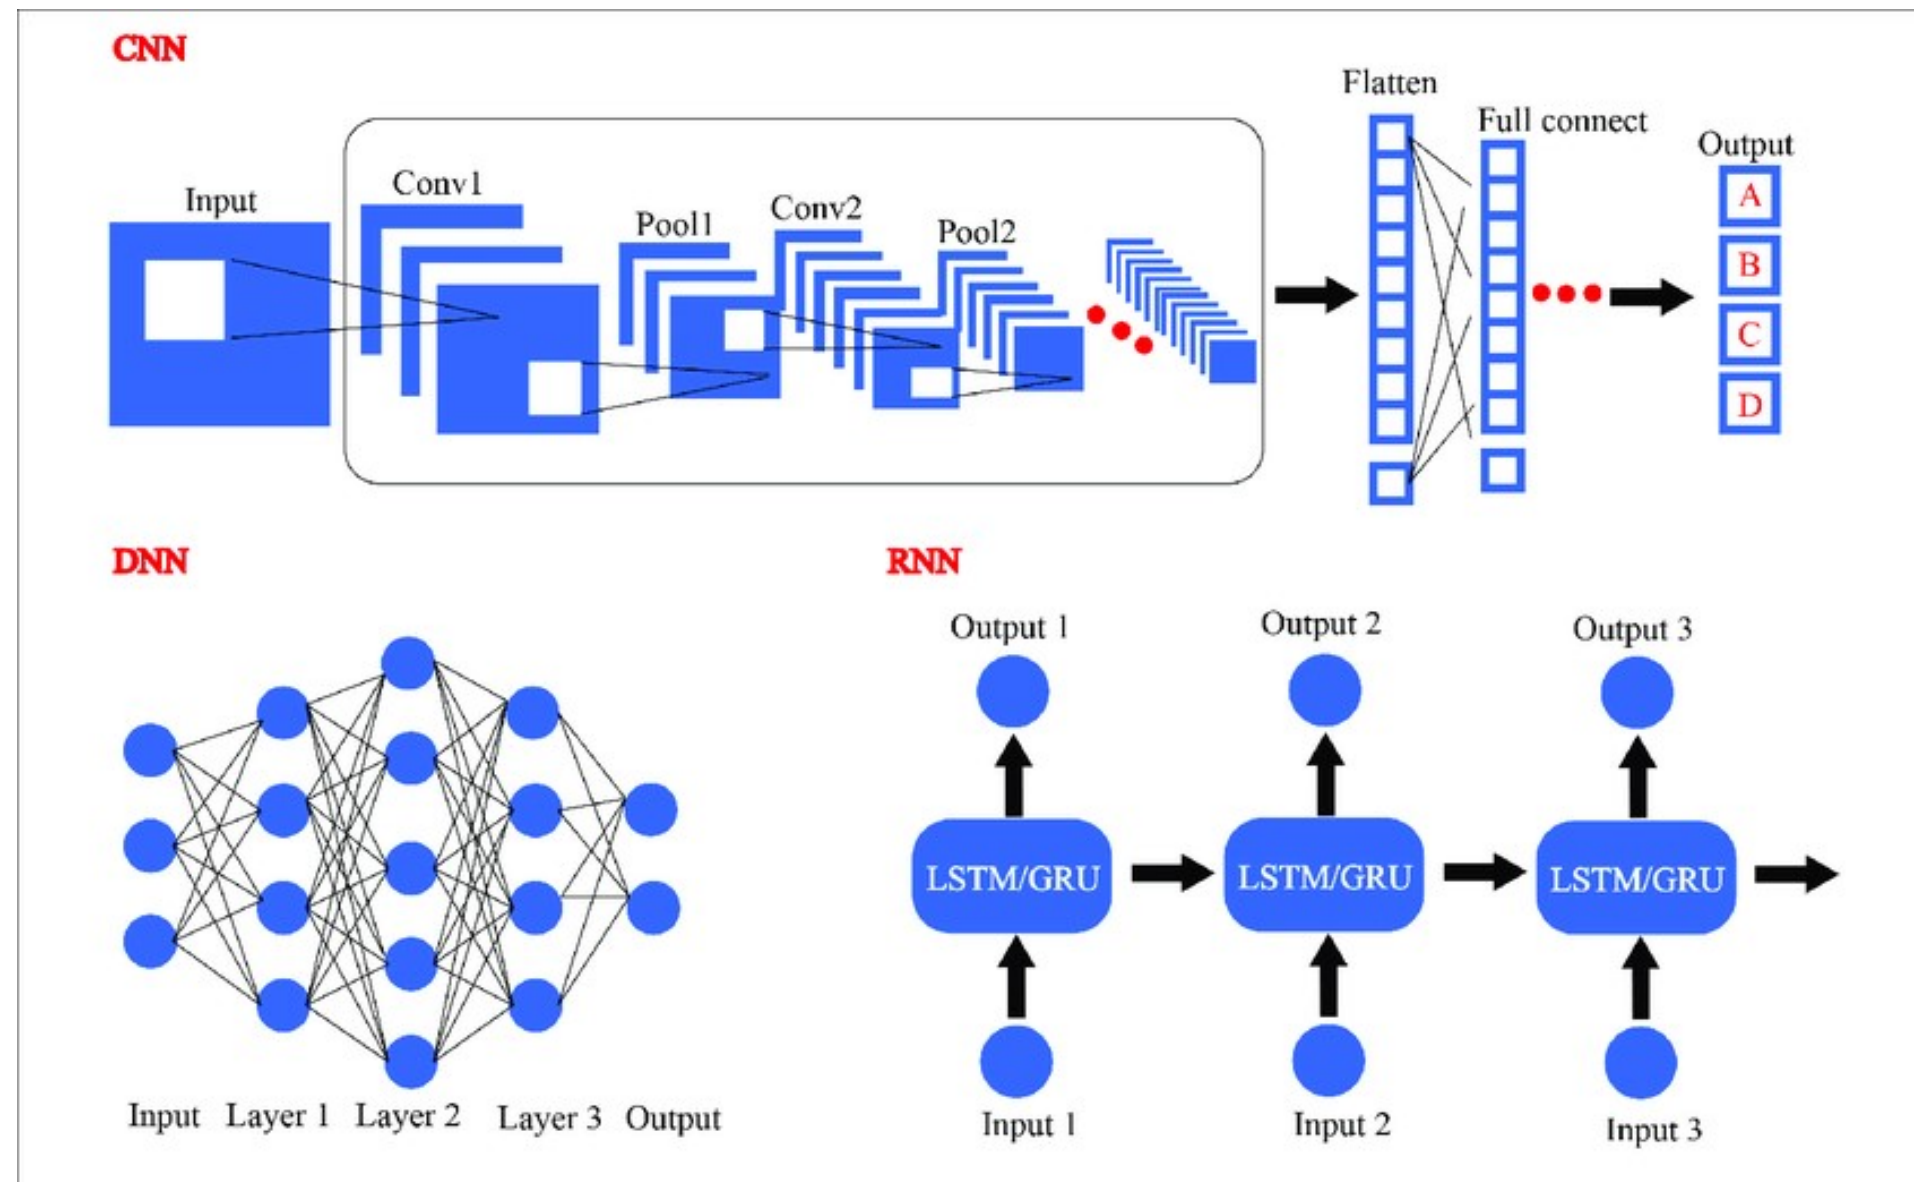 CNN
Flatten
Full connect
Output
Input
Conv1
Pool1
Conv2
Pool2
A
B
C
D
DNN
Input Layer 1 Layer 2 Layer 3 Output
RNN
Output 1 Output 2 Output 3
LSTM/GRU LSTM/GRU LSTM/GRU
Input 1 Input 2 Input 3